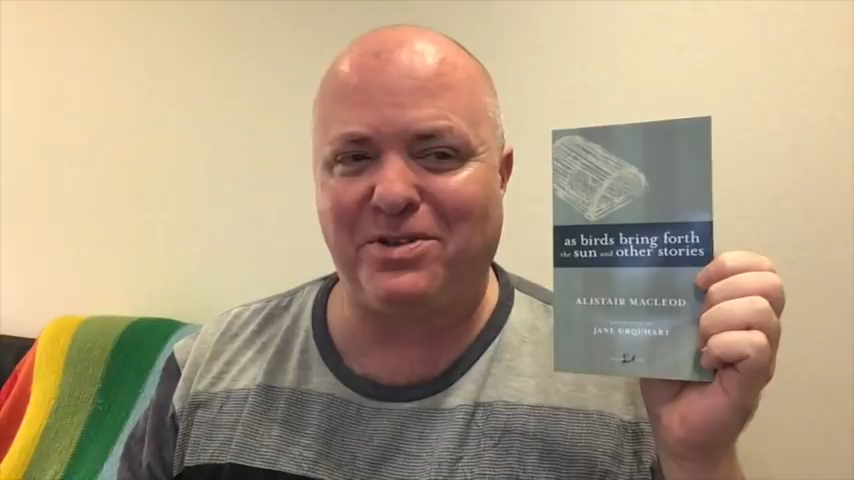 as birds bring forth
the sun and other stories
ALISTAIR MACLEOD
JANE URQUHART